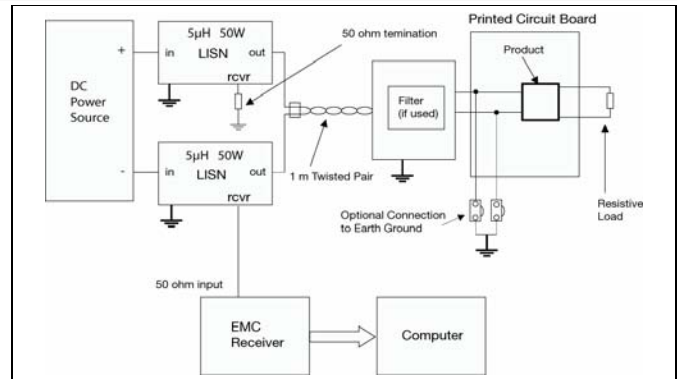 Printed Circuit Board
5µH 50W
LISN
in
out
rcvr
50 ohm temination
Product
+
DC
Power
Source
-
Filter
(if used)
5µH 50W
LISN
in
out
rcvr
1 m Twisted Pair
Optional Connection
to Earth Ground
Resistive
Load
50 ohm input
EMC
Receiver
Computer